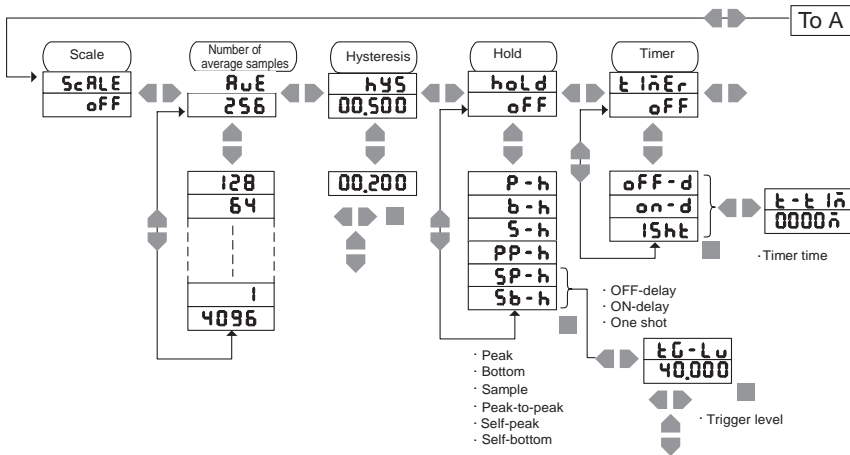 To A
Scale
Number of
average samples
Hysteresis
Hold
Timer
ScALE
oFF
AvE
256
hYS
00.500
hoLd
oFF
tImEr
oFF
128
64
1
4096
00.200
P-h
b-h
S-h
PP-h
SP-h
Sb-h
oFF-d
on-d
1Sht
t-tIm
0000m
· Timer time
· OFF-delay
· ON-delay
· One shot
· Peak
· Bottom
· Sample
· Peak-to-peak
· Self-peak
· Self-bottom
tG-Lv
40.000
· Trigger level